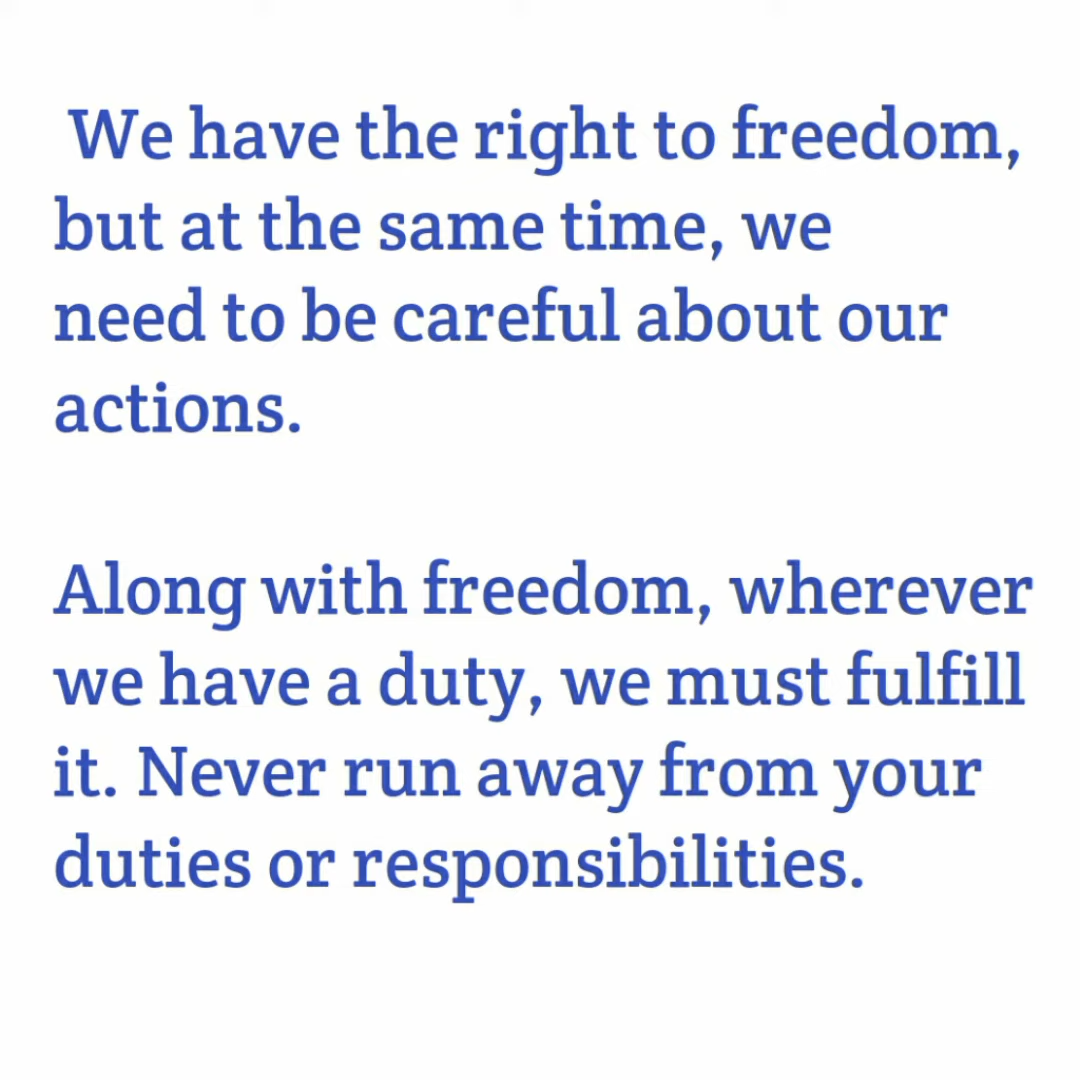 We have the right to freedom,
but at the same time, we
need to be careful about our
actions.
Along with freedom, wherever
we have a duty, we must fulfill
it. Never run away from your
duties or responsibilities.